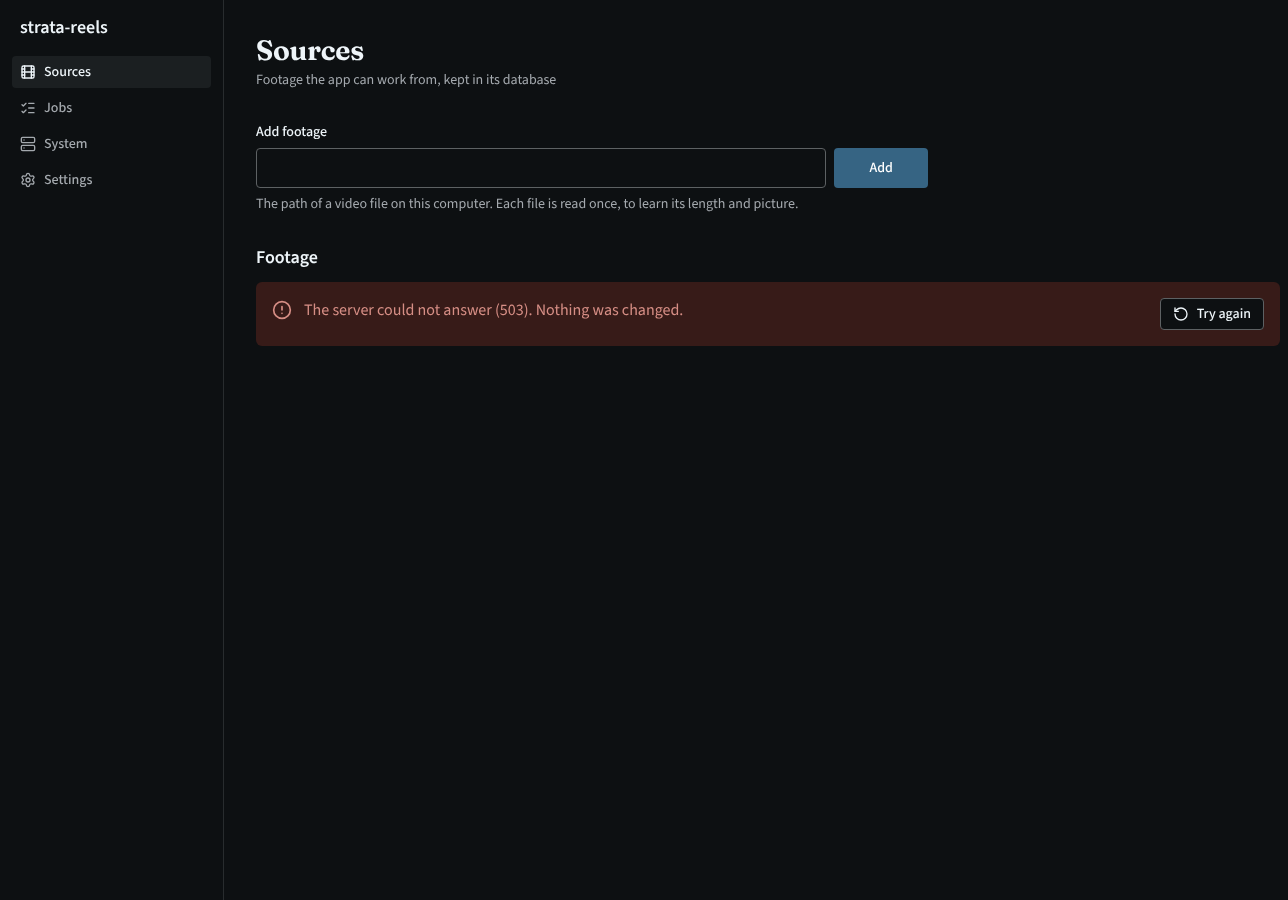 strata-reels
Sources
Jobs
System
Settings
Sources
Footage the app can work from, kept in its database
Add footage
Add
The path of a video file on this computer. Each file is read once, to learn its length and picture.
Footage
The server could not answer (503). Nothing was changed.
Try again